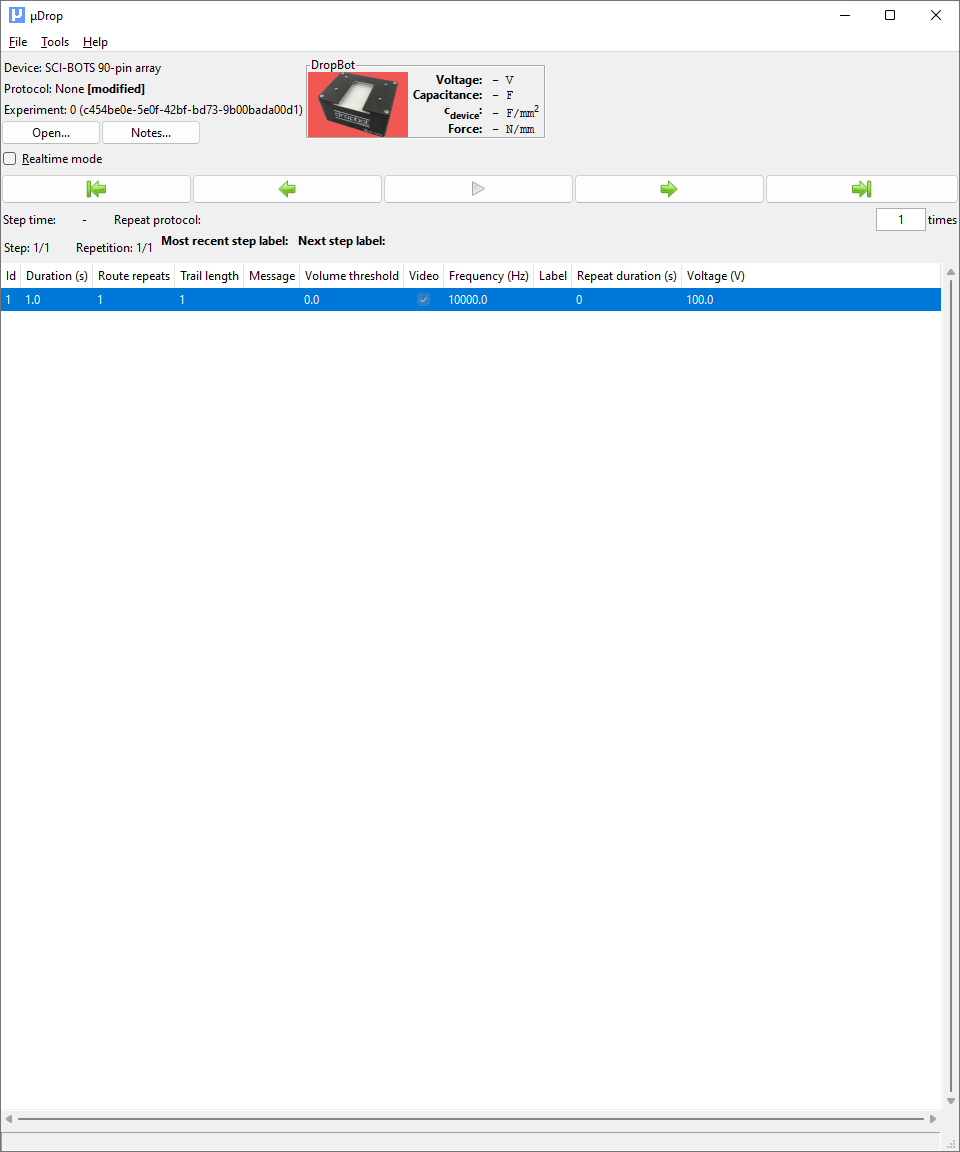 μDrop
File Tools Help
Device: SCI-BOTS 90-pin array
Protocol: None [modified]
Experiment: 0 (c454be0e-5e0f-42bf-bd73-9b00bada00d1)
Open... Notes...
DropBot
dropbot
Voltage: - V
Capacitance: - F
c_device: - F/mm²
Force: - N/mm
Realtime mode
Step time: - Repeat protocol: 1 times
Step: 1/1 Repetition: 1/1 Most recent step label: Next step label:
Id Duration (s) Route repeats Trail length Message Volume threshold Video Frequency (Hz) Label Repeat duration (s) Voltage (V)
1 1.0 1 1 0.0 10000.0 0 100.0